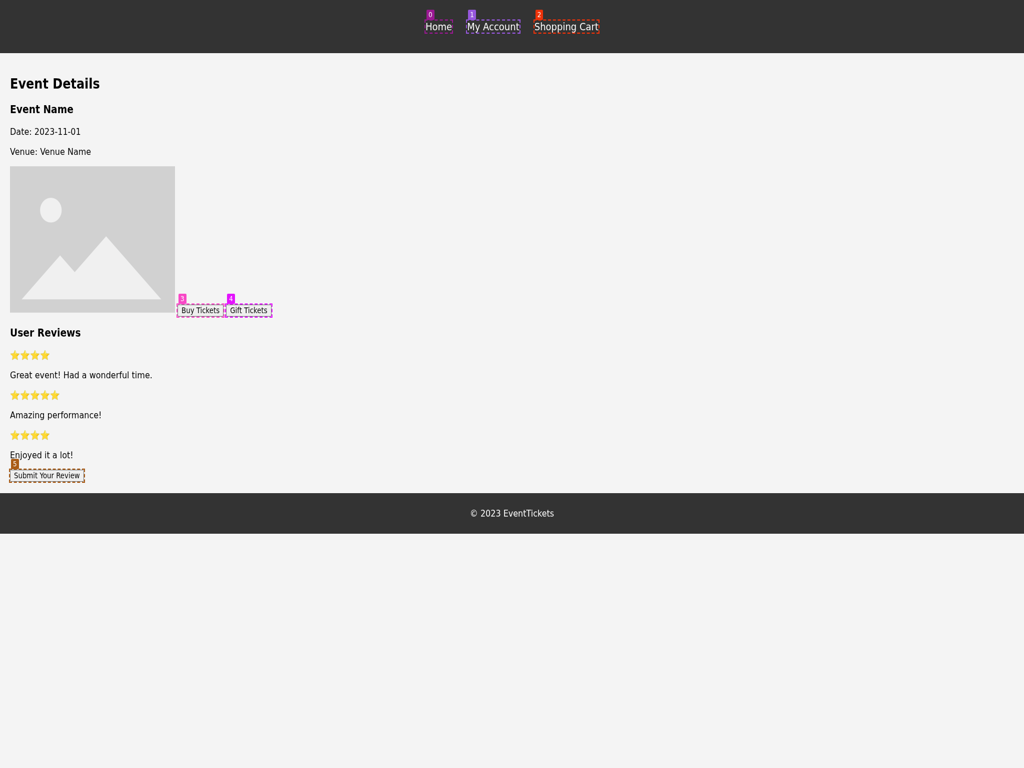 0 1 2
Home My Account Shopping Cart
Event Details
Event Name
Date: 2023-11-01
Venue: Venue Name
3 4
Buy Tickets Gift Tickets
User Reviews
⭐⭐⭐⭐
Great event! Had a wonderful time.
⭐⭐⭐⭐⭐
Amazing performance!
⭐⭐⭐⭐
Enjoyed it a lot!
5
Submit Your Review
© 2023 EventTickets